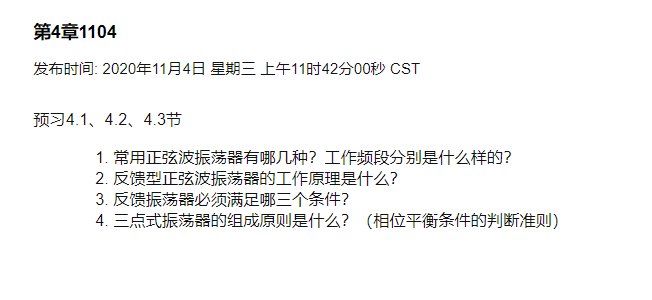 第4章1104
发布时间: 2020年11月4日 星期三 上午11时42分00秒 CST
预习4.1、4.2、4.3节
1. 常用正弦波振荡器有哪几种？工作频段分别是什么样的？
2. 反馈型正弦波振荡器的工作原理是什么？
3. 反馈振荡器必须满足哪三个条件？
4. 三点式振荡器的组成原则是什么？（相位平衡条件的判断准则）